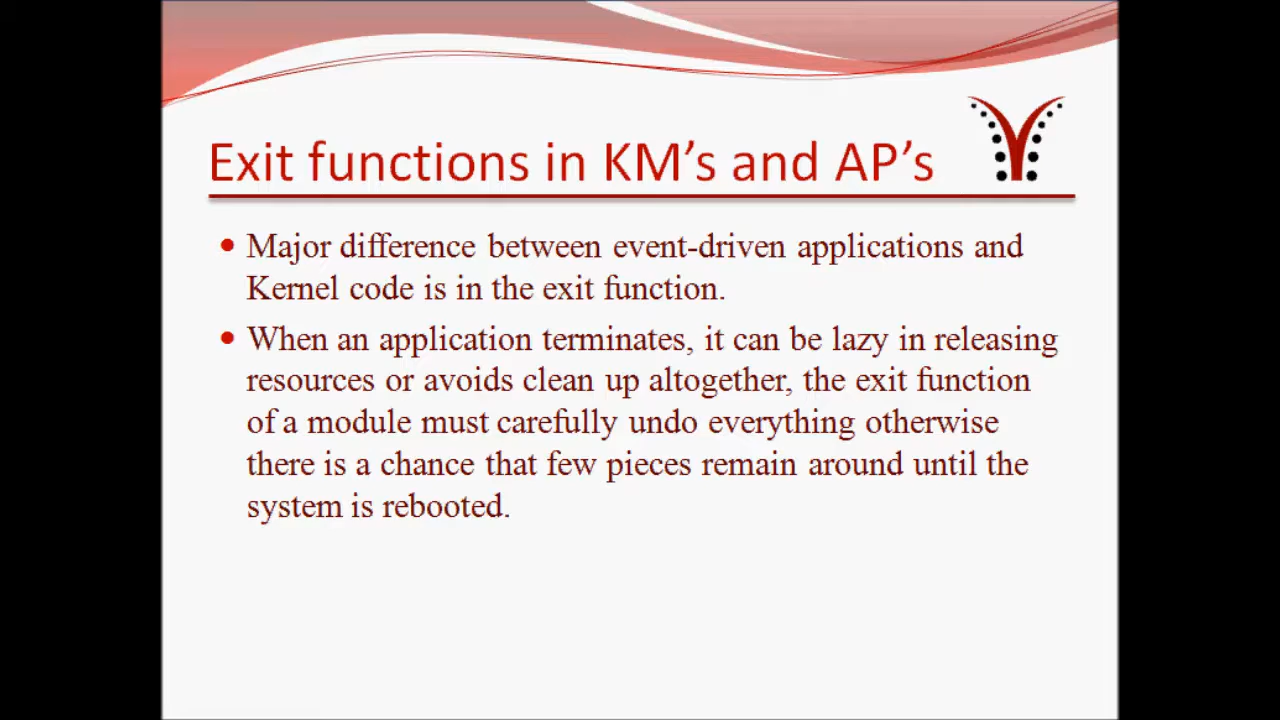 Exit functions in KM’s and AP’s
Major difference between event-driven applications and
Kernel code is in the exit function.
When an application terminates, it can be lazy in releasing
resources or avoids clean up altogether, the exit function
of a module must carefully undo everything otherwise
there is a chance that few pieces remain around until the
system is rebooted.